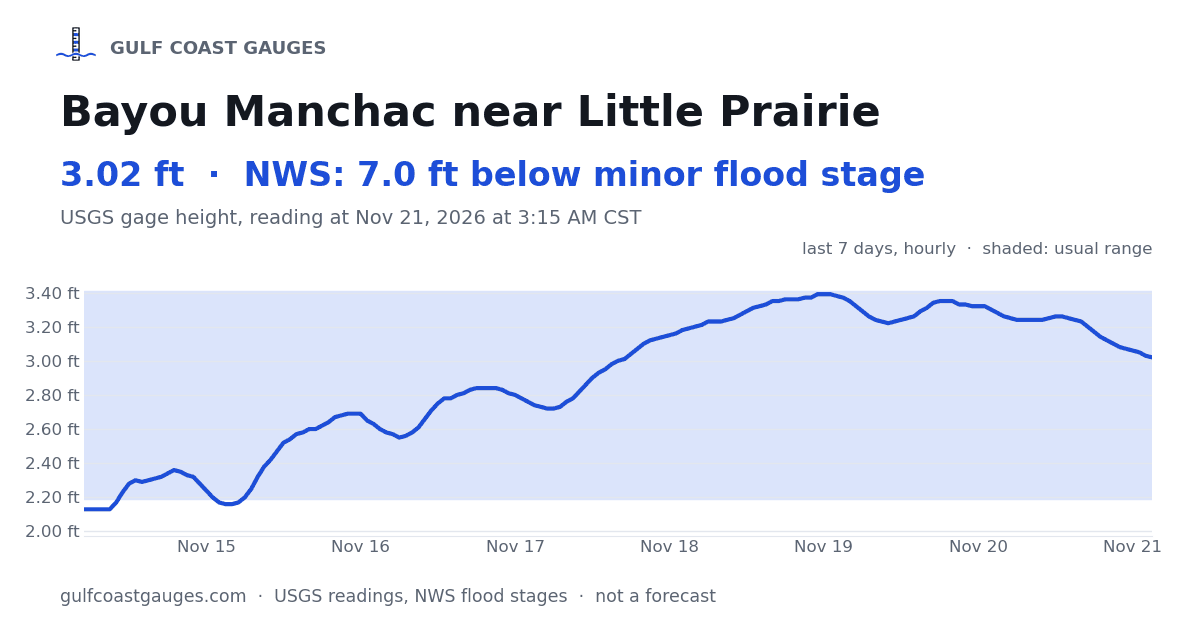 GULF COAST GAUGES
Bayou Manchac near Little Prairie
3.02 ft · NWS: 7.0 ft below minor flood stage
USGS gage height, reading at Nov 21, 2026 at 3:15 AM CST
last 7 days, hourly · shaded: usual range
3.40 ft
3.20 ft
3.00 ft
2.80 ft
2.60 ft
2.40 ft
2.20 ft
2.00 ft
Nov 15 Nov 16 Nov 17 Nov 18 Nov 19 Nov 20 Nov 21
gulfcoastgauges.com · USGS readings, NWS flood stages · not a forecast